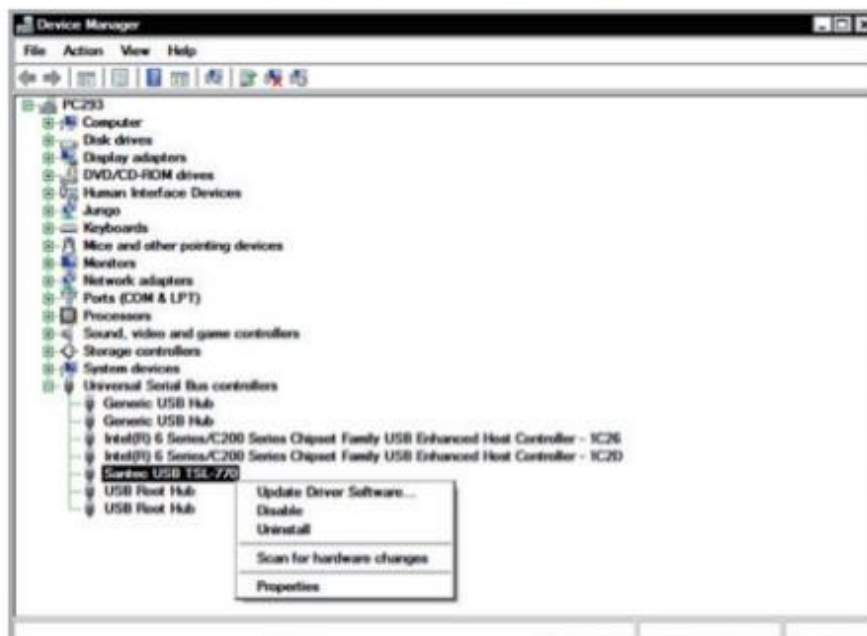 Device Manager
File Action View Help
PC293
Computer
Disk drives
Display adapters
DVD/CD-ROM drives
Human Interface Devices
Jungo
Keyboards
Mice and other pointing devices
Monitors
Network adapters
Ports (COM & LPT)
Processors
Sound, video and game controllers
Storage controllers
System devices
Universal Serial Bus controllers
Generic USB Hub
Generic USB Hub
Intel(R) 6 Series/C200 Series Chipset Family USB Enhanced Host Controller - 1C26
Intel(R) 6 Series/C200 Series Chipset Family USB Enhanced Host Controller - 1C2D
Santec USB TSL-770
USB Root Hub
USB Root Hub
Update Driver Software...
Disable
Uninstall
Scan for hardware changes
Properties